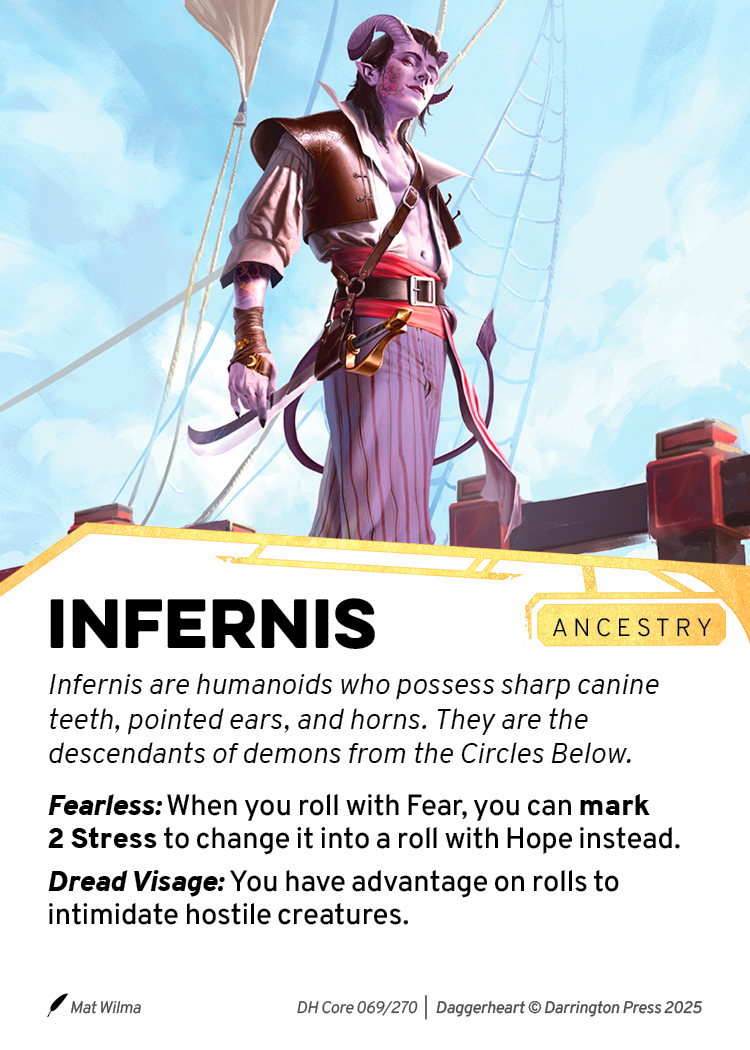 INFERNIS
ANCESTRY
Infernis are humanoids who possess sharp canine
teeth, pointed ears, and horns. They are the
descendants of demons from the Circles Below.
Fearless: When you roll with Fear, you can mark
2 Stress to change it into a roll with Hope instead.
Dread Visage: You have advantage on rolls to
intimidate hostile creatures.
Mat Wilma
DH Core 069/270 | Daggerheart © Darrington Press 2025